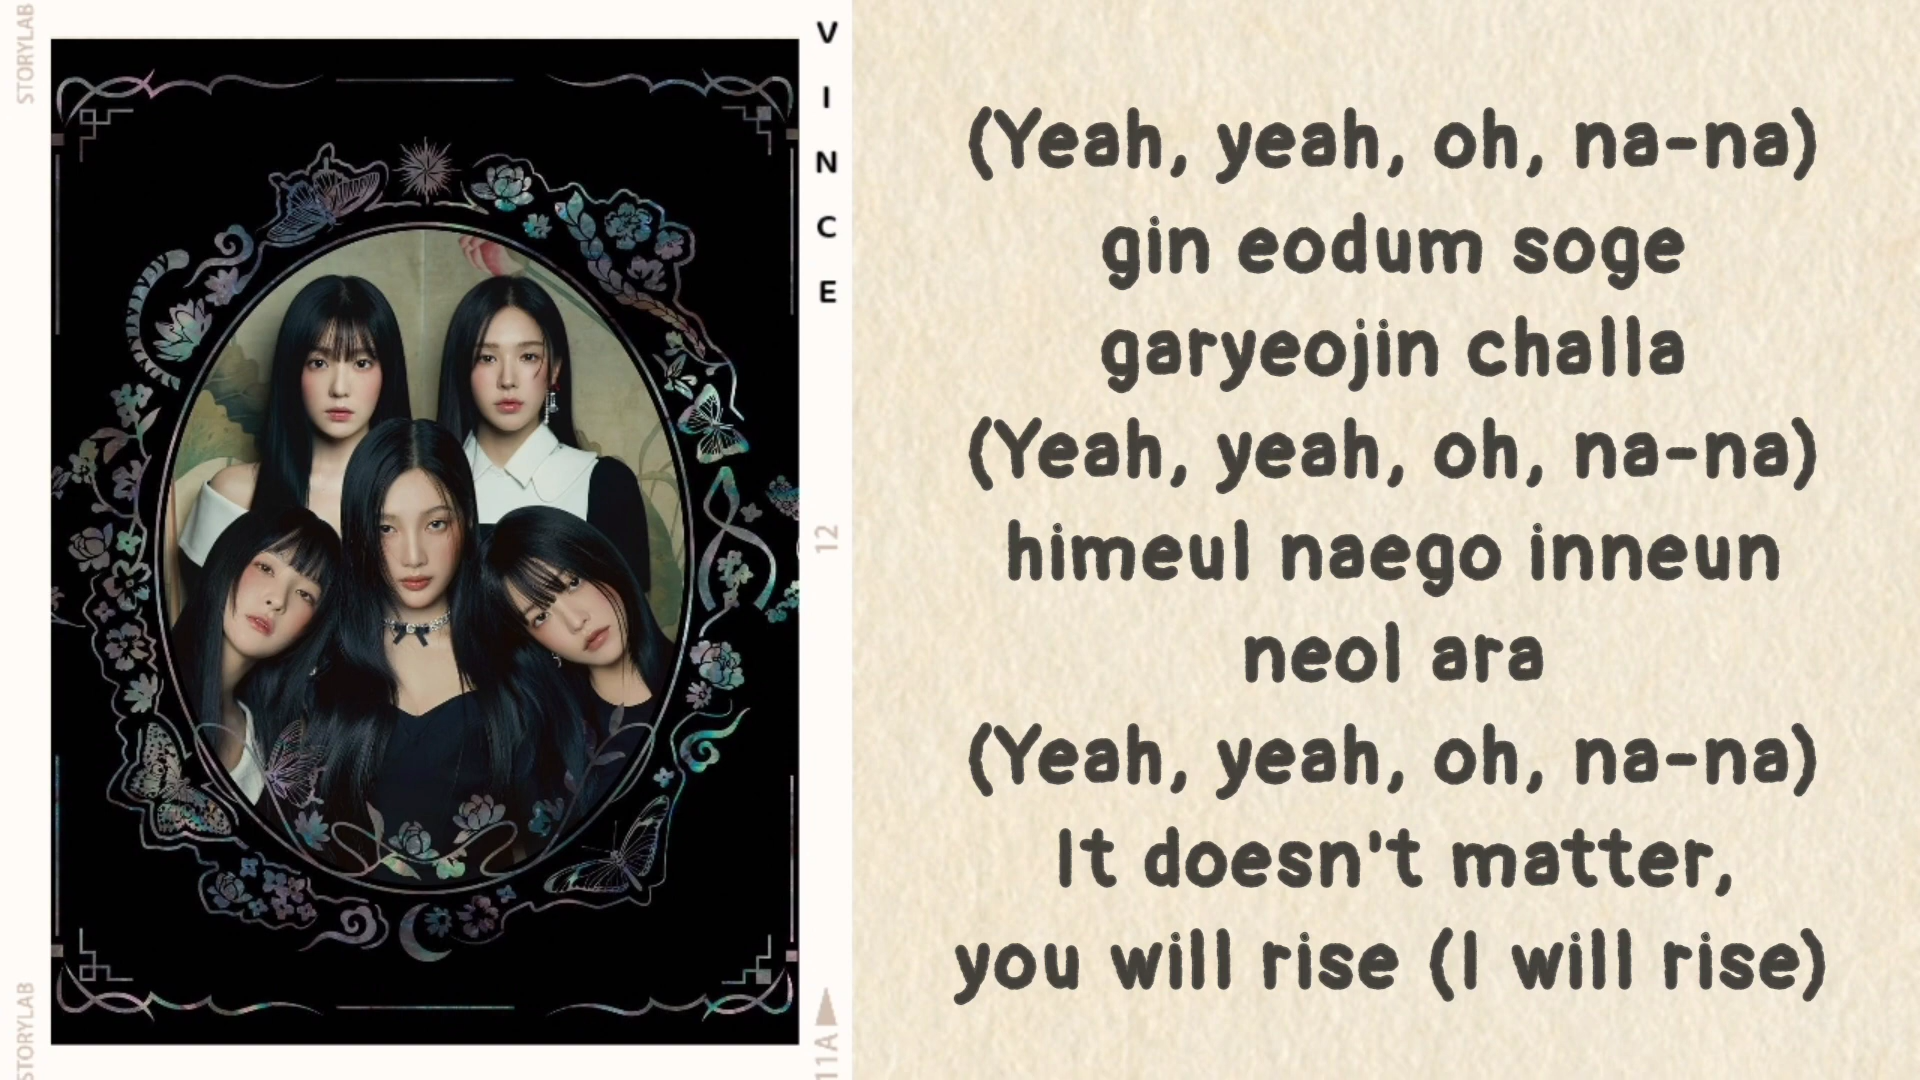 STORYLAB
STORYLAB
VINCE
12
11A
(Yeah, yeah, oh, na-na)
gin eodum soge
garyeojin challa
(Yeah, yeah, oh, na-na)
himeul naego inneun
neol ara
(Yeah, yeah, oh, na-na)
It doesn't matter,
you will rise (I will rise)